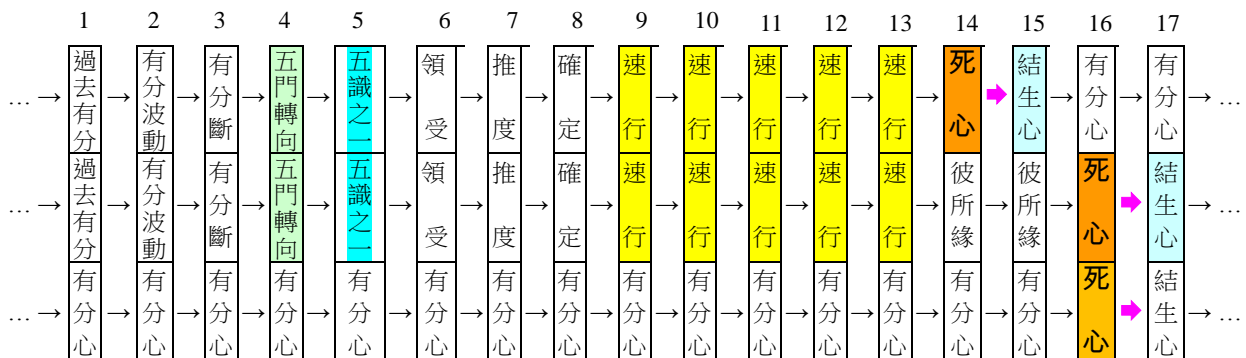 1 2 3 4 5 6 7 8 9 10 11 12 13 14 15 16 17
… → 過去有分 → 有分波動 → 有分斷 → 五門轉向 → 五識之一 → 領受 → 推度 → 確定 → 速行 → 速行 → 速行 → 速行 → 速行 → 死心 ➡ 結生心 → 有分心 → 有分心 → …
… → 過去有分 → 有分波動 → 有分斷 → 五門轉向 → 五識之一 → 領受 → 推度 → 確定 → 速行 → 速行 → 速行 → 速行 → 速行 → 彼所緣 → 彼所緣 → 死心 ➡ 結生心 → …
… → 有分心 → 有分心 → 有分心 → 有分心 → 有分心 → 有分心 → 有分心 → 有分心 → 有分心 → 有分心 → 有分心 → 有分心 → 有分心 → 有分心 → 有分心 → 死心 ➡ 結生心 → …